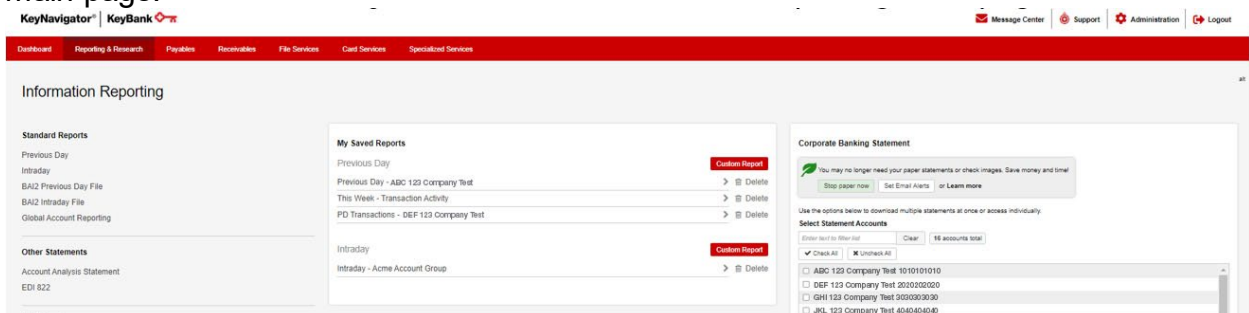 main page.
KeyNavigator® KeyBank
Message Center Support Administration Logout
Dashboard Reporting & Research Payables Receivables File Services Card Services Specialized Services
Information Reporting
Standard Reports
Previous Day
Intraday
BAI2 Previous Day File
BAI2 Intraday File
Global Account Reporting
Other Statements
Account Analysis Statement
EDI 822
My Saved Reports
Previous Day Custom Report
Previous Day - ABC 123 Company Test Delete
This Week - Transaction Activity Delete
PD Transactions - DEF 123 Company Test Delete
Intraday Custom Report
Intraday - Acme Account Group Delete
Corporate Banking Statement
You may no longer need your paper statements or check images. Save money and time!
Stop paper now Set Email Alerts or Learn more
Use the options below to download multiple statements at once or access individually.
Select Statement Accounts
Enter text to filter list Clear 16 accounts total
Check All Uncheck All
ABC 123 Company Test 1010101010
DEF 123 Company Test 2020202020
GHI 123 Company Test 3030303030
JKL 123 Company Test 4040404040